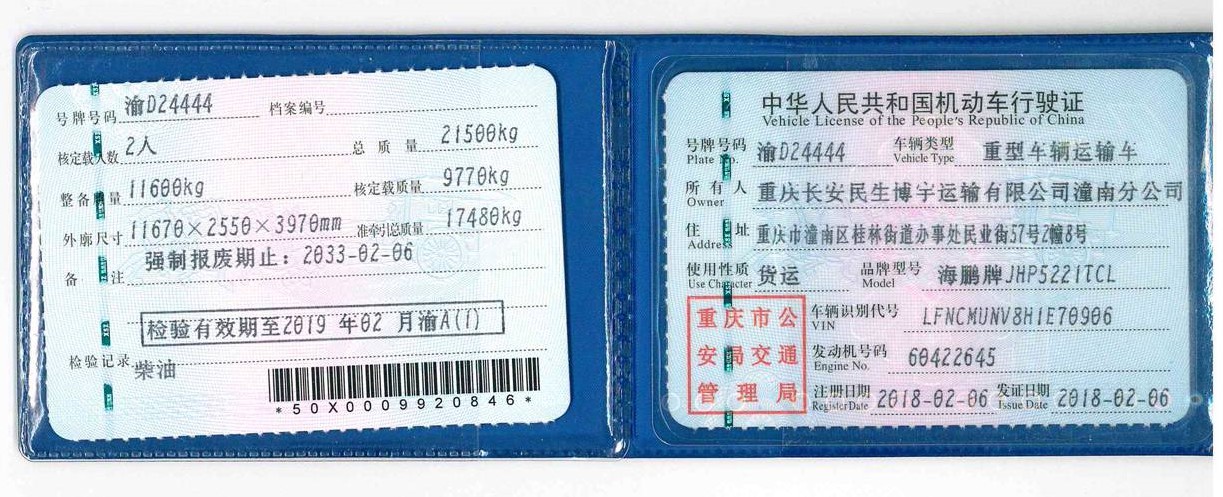 号牌号码 渝D24444 档案编号
核定载人数 2人 总质量 21500kg
整备质量 11600kg 核定载质量 9770kg
外廓尺寸 11670×2550×3970mm 准牵引总质量 17480kg
备注 强制报废期止：2033-02-06
检验有效期至2019 年02 月渝A(1)
检验记录
柴油
*50X0009920846*
中华人民共和国机动车行驶证
Vehicle License of the People's Republic of China
号牌号码 渝D24444 车辆类型 重型车辆运输车
Plate No. Vehicle Type
所有人 重庆长安民生博宇运输有限公司潼南分公司
Owner
住址 重庆市潼南区桂林街道办事处民业街57号2幢8号
Address
使用性质 货运 品牌型号 海鹏牌JHP5221TCL
Use Character Model
重庆市公
安局交通
管理局
车辆识别代号 LFNCMUNV8H1E70906
VIN
发动机号码 60422645
Engine No.
注册日期 2018-02-06 发证日期 2018-02-06
Register Date Issue Date